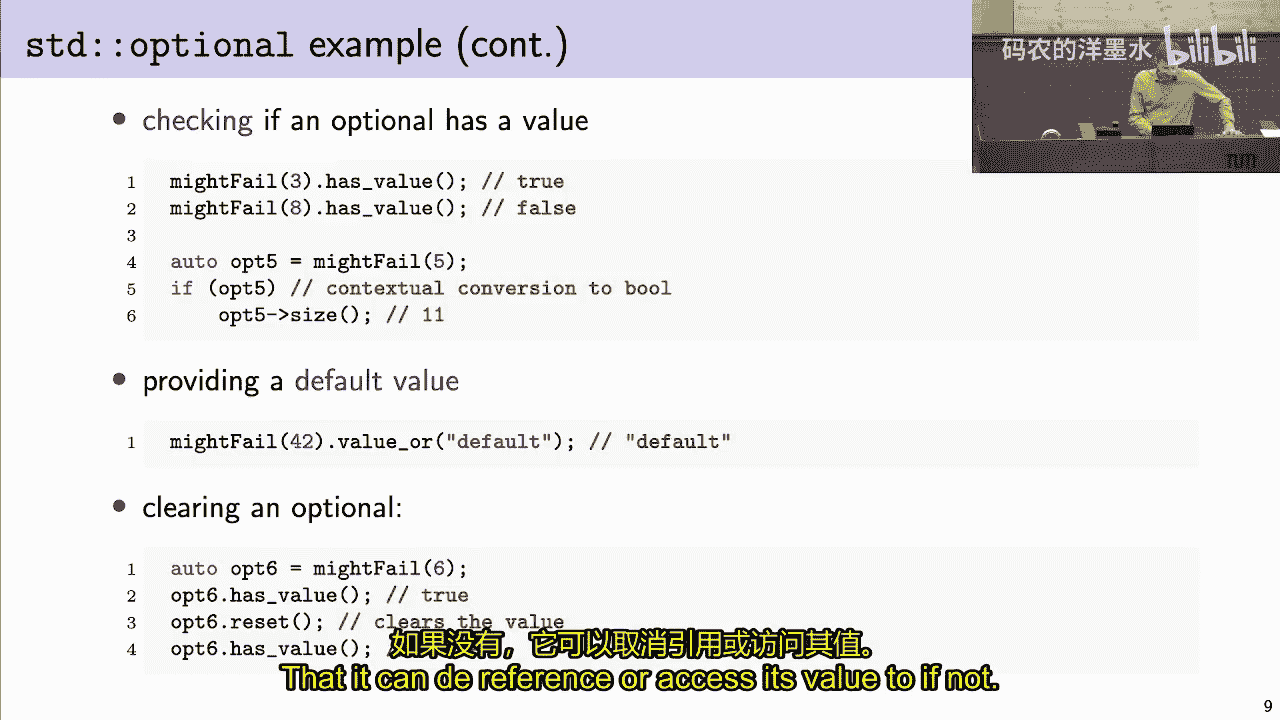 std::optional example (cont.)
码农的洋墨水 bilibili
• checking if an optional has a value
1 mightFail(3).has_value(); // true
2 mightFail(8).has_value(); // false
3
4 auto opt5 = mightFail(5);
5 if (opt5) // contextual conversion to bool
6 opt5->size(); // 11
• providing a default value
1 mightFail(42).value_or("default"); // "default"
• clearing an optional:
1 auto opt6 = mightFail(6);
2 opt6.has_value(); // true
3 opt6.reset(); // clears the value
4 opt6.has_value();
如果没有，它可以取消引用或访问其值。
That it can de reference or access its value to if not.
9